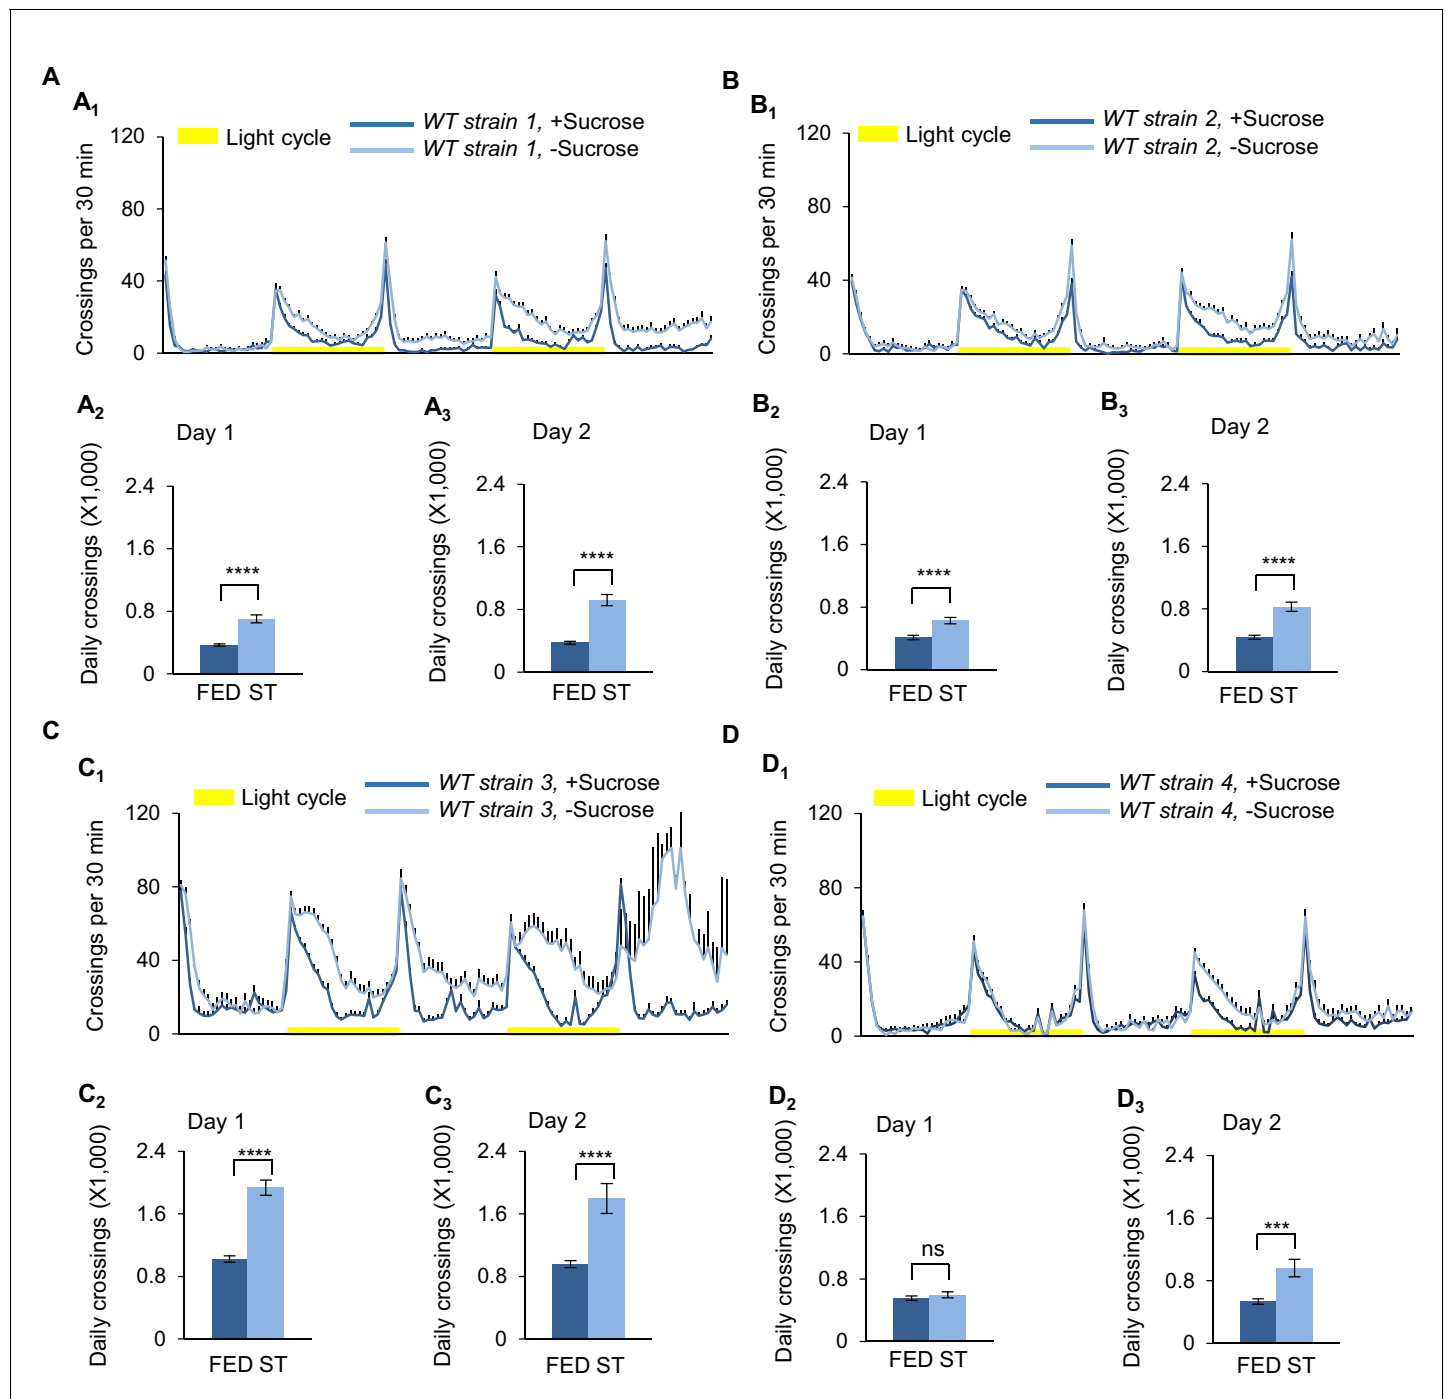 A
A1
Light cycle
WT strain 1, +Sucrose
WT strain 1, -Sucrose
Crossings per 30 min
120
80
40
0
B
B1
Light cycle
WT strain 2, +Sucrose
WT strain 2, -Sucrose
Crossings per 30 min
120
80
40
0
A2
Day 1
Daily crossings (X1,000)
2.4
1.6
0.8
0
****
FED ST
A3
Day 2
Daily crossings (X1,000)
2.4
1.6
0.8
0
****
FED ST
B2
Day 1
Daily crossings (X1,000)
2.4
1.6
0.8
0
****
FED ST
B3
Day 2
Daily crossings (X1,000)
2.4
1.6
0.8
0
****
FED ST
C
C1
Light cycle
WT strain 3, +Sucrose
WT strain 3, -Sucrose
Crossings per 30 min
120
80
40
0
D
D1
Light cycle
WT strain 4, +Sucrose
WT strain 4, -Sucrose
Crossings per 30 min
120
80
40
0
C2
Day 1
Daily crossings (X1,000)
2.4
1.6
0.8
0
****
FED ST
C3
Day 2
Daily crossings (X1,000)
2.4
1.6
0.8
0
****
FED ST
D2
Day 1
Daily crossings (X1,000)
2.4
1.6
0.8
0
ns
FED ST
D3
Day 2
Daily crossings (X1,000)
2.4
1.6
0.8
0
***
FED ST